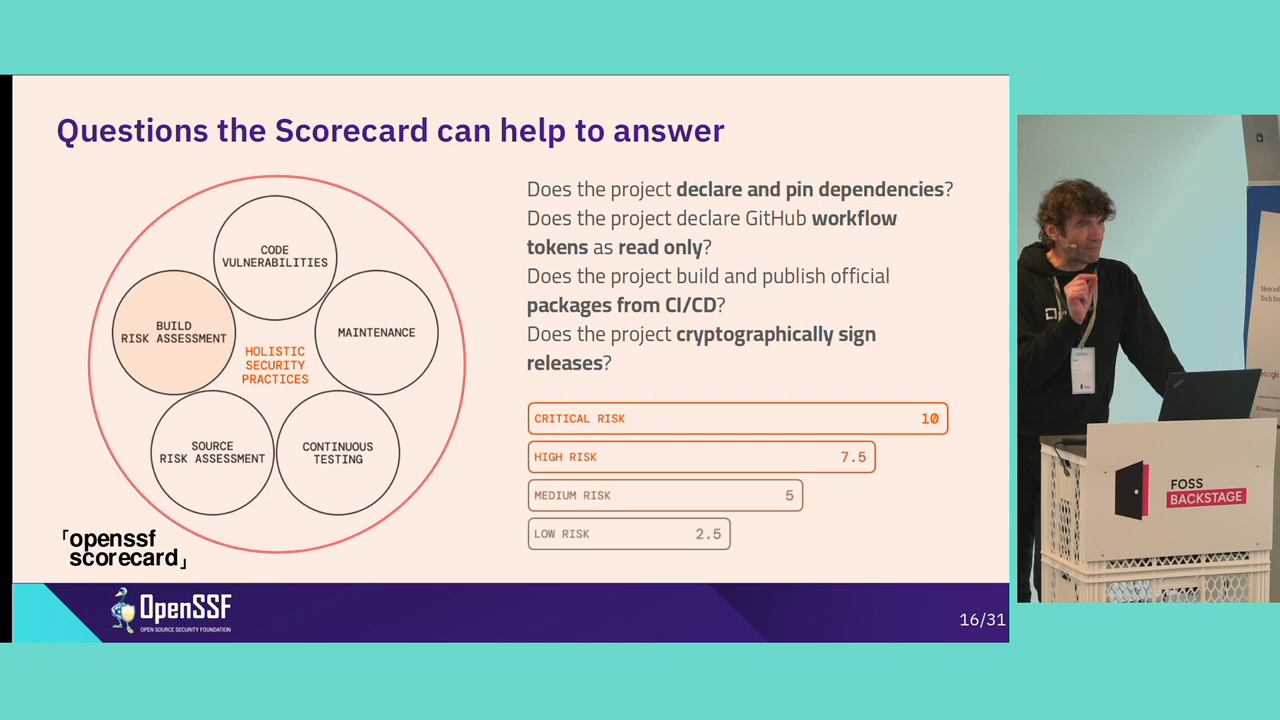 Questions the Scorecard can help to answer
CODE
VULNERABILITIES
BUILD
RISK ASSESSMENT
MAINTENANCE
HOLISTIC
SECURITY
PRACTICES
SOURCE
RISK ASSESSMENT
CONTINUOUS
TESTING
「openssf
scorecard」
Does the project declare and pin dependencies?
Does the project declare GitHub workflow
tokens as read only?
Does the project build and publish official
packages from CI/CD?
Does the project cryptographically sign
releases?
CRITICAL RISK 10
HIGH RISK 7.5
MEDIUM RISK 5
LOW RISK 2.5
OpenSSF
OPEN SOURCE SECURITY FOUNDATION
16/31
FOSS
BACKSTAGE